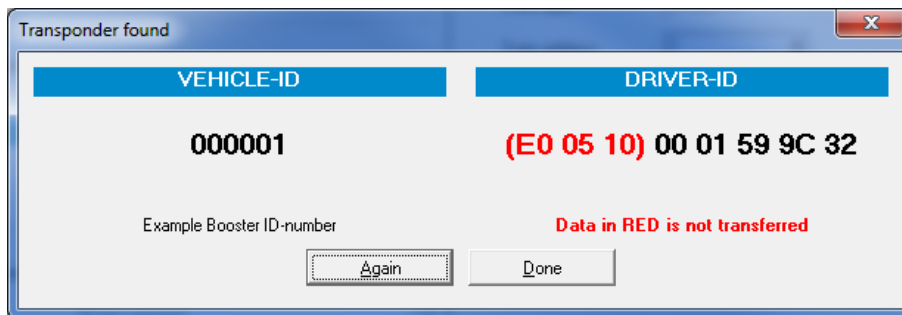 Transponder found
VEHICLE-ID
DRIVER-ID
000001
(E0 05 10) 00 01 59 9C 32
Example Booster ID-number
Data in RED is not transferred
Again
Done